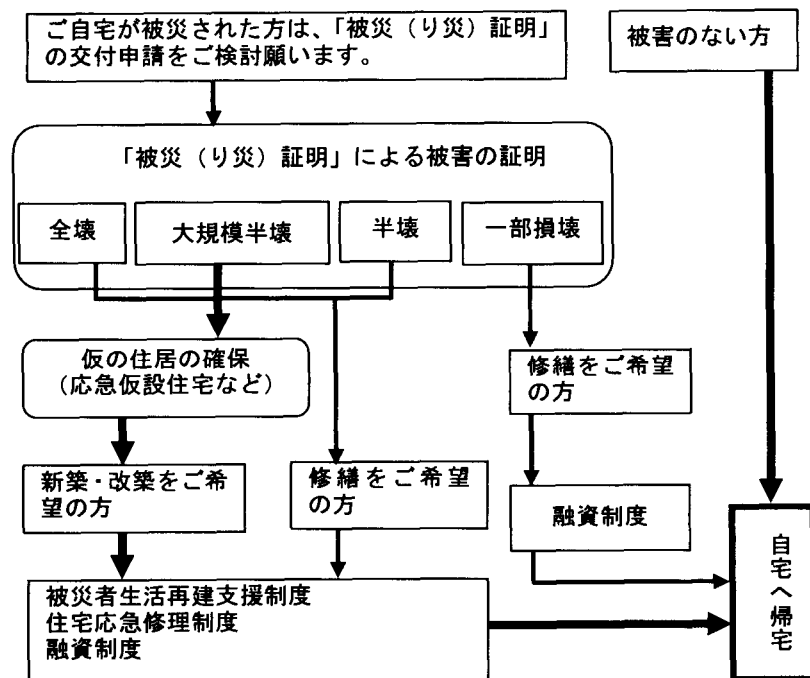 ご自宅が被災された方は、「被災（り災）証明」
の交付申請をご検討願います。
被害のない方
「被災（り災）証明」による被害の証明
全壊
大規模半壊
半壊
一部損壊
仮の住居の確保
（応急仮設住宅など）
修繕をご希望
の方
新築・改築をご希
望の方
修繕をご希望
の方
融資制度
自宅へ帰宅
被災者生活再建支援制度
住宅応急修理制度
融資制度